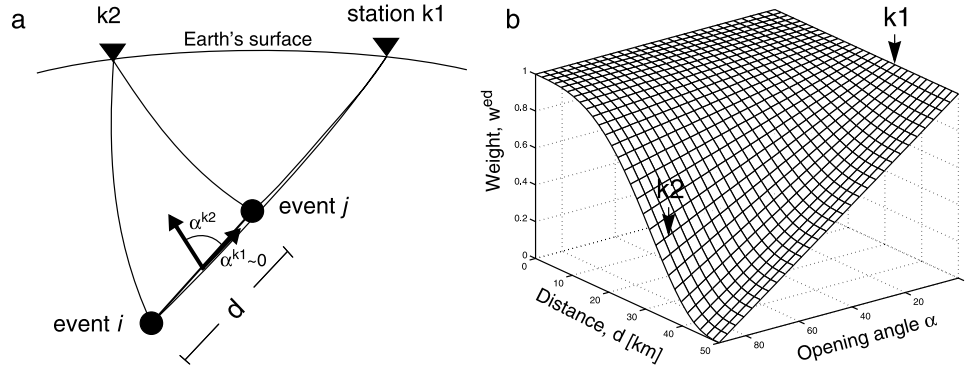 a
k2
station k1
Earth's surface
event j
α^k2
α^k1~0
event i
d
b
k1
k2
Weight, w^ed
1
0.8
0.6
0.4
0.2
0
0
10
20
30
40
50
Distance, d [km]
80
60
40
20
Opening angle α